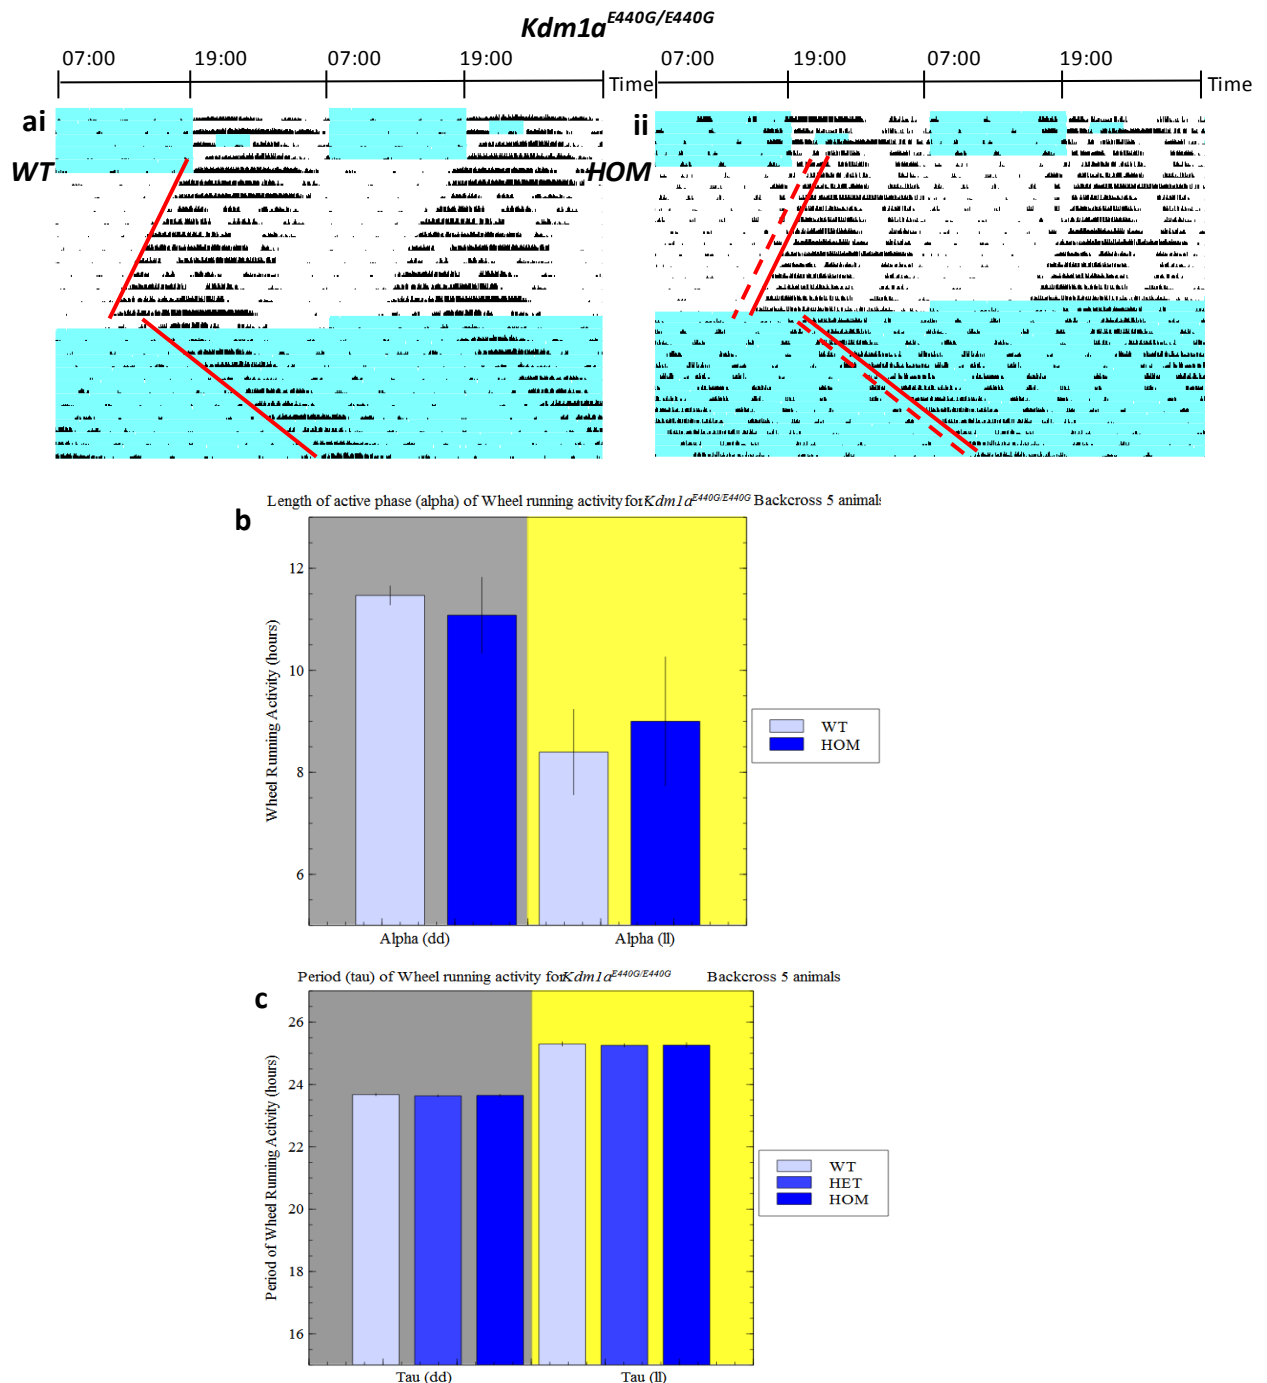 Kdm1a^E440G/E440G
07:00 19:00 07:00 19:00 Time
07:00 19:00 07:00 19:00 Time
ai
WT
ii
HOM
b
Length of active phase (alpha) of Wheel running activity for Kdm1a^E440G/E440G Backcross 5 animals
Wheel Running Activity (hours)
12
10
8
6
Alpha (dd) Alpha (ll)
WT
HOM
c
Period (tau) of Wheel running activity for Kdm1a^E440G/E440G Backcross 5 animals
Period of Wheel Running Activity (hours)
26
24
22
20
18
16
Tau (dd) Tau (ll)
WT
HET
HOM